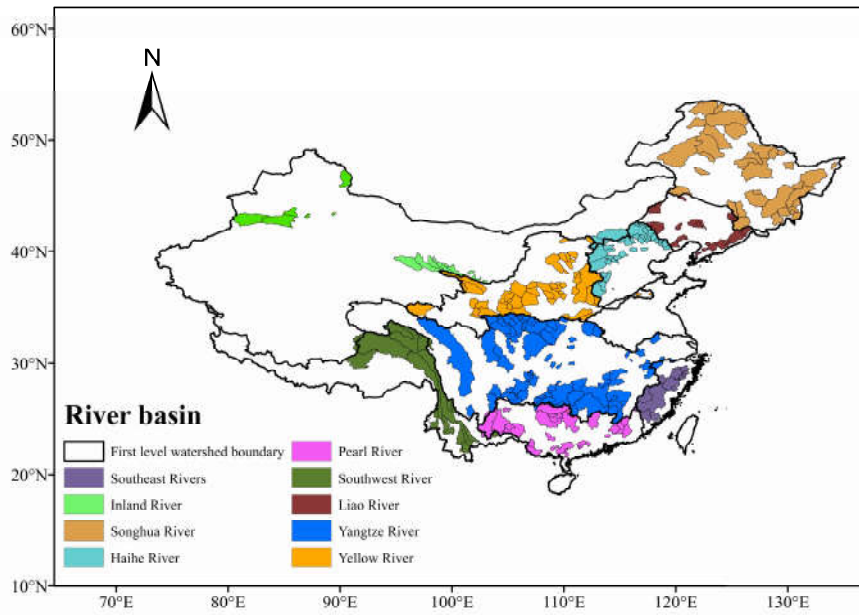 60°N
N
50°N
40°N
30°N
20°N
10°N
River basin
First level watershed boundary
Pearl River
Southeast Rivers
Southwest River
Inland River
Liao River
Songhua River
Yangtze River
Haihe River
Yellow River
70°E 80°E 90°E 100°E 110°E 120°E 130°E